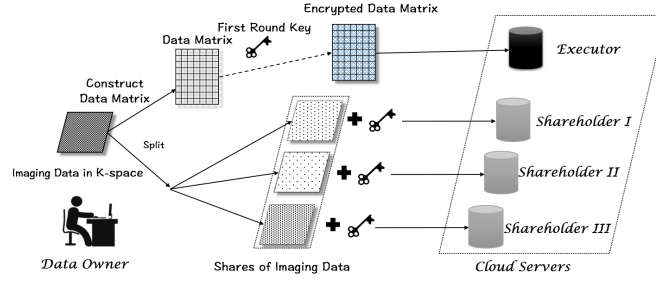 Encrypted Data Matrix
First Round Key
Data Matrix
Executor
Construct
Data Matrix
Shareholder I
Split
Imaging Data in K-space
Shareholder II
Shareholder III
Data Owner
Shares of Imaging Data
Cloud Servers